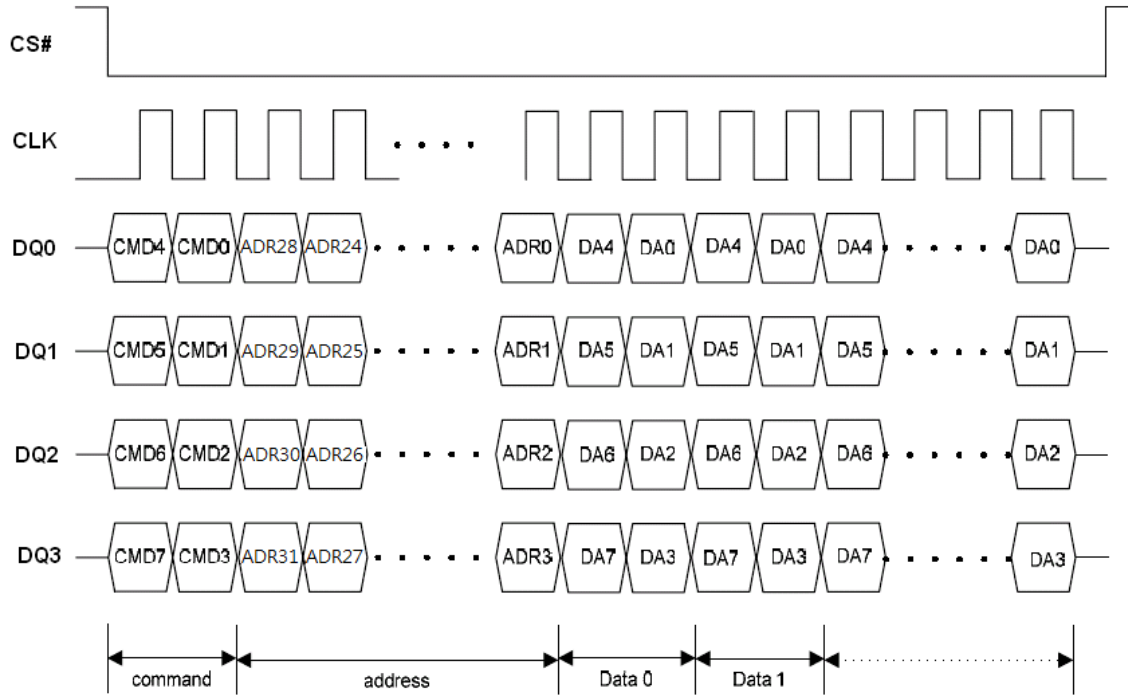 CS#
CLK
DQ0 CMD4 CMD0 ADR28 ADR24 ADR0 DA4 DA0 DA4 DA0 DA4 DA0
DQ1 CMD5 CMD1 ADR29 ADR25 ADR1 DA5 DA1 DA5 DA1 DA5 DA1
DQ2 CMD6 CMD2 ADR30 ADR26 ADR2 DA6 DA2 DA6 DA2 DA6 DA2
DQ3 CMD7 CMD3 ADR31 ADR27 ADR3 DA7 DA3 DA7 DA3 DA7 DA3
command address Data 0 Data 1